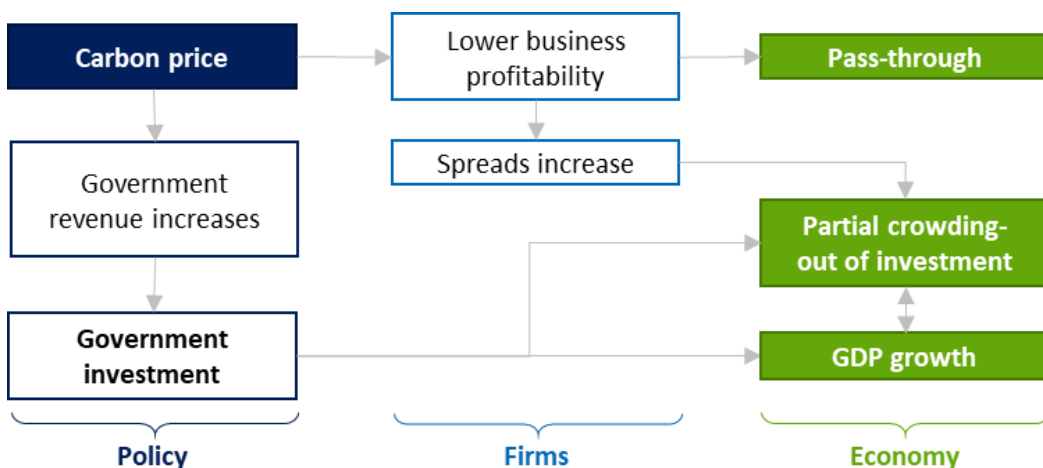 Carbon price
Lower business
profitability
Pass-through
Government
revenue increases
Spreads increase
Partial crowding-
out of investment
Government
investment
GDP growth
Policy
Firms
Economy